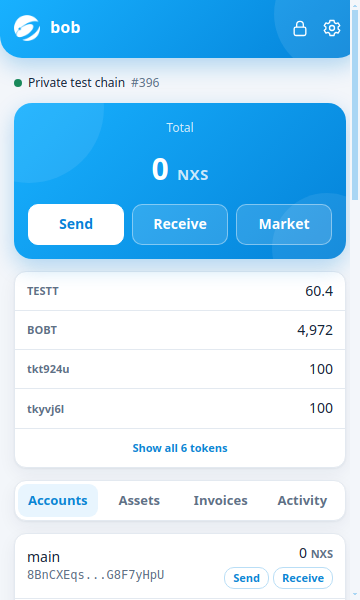 bob
Private test chain #396
Total
0 NXS
Send Receive Market
TESTT 60.4
BOBT 4,972
tkt924u 100
tkyvj6l 100
Show all 6 tokens
Accounts Assets Invoices Activity
main 0 NXS
8BnCXEqs...G8F7yHpU Send Receive